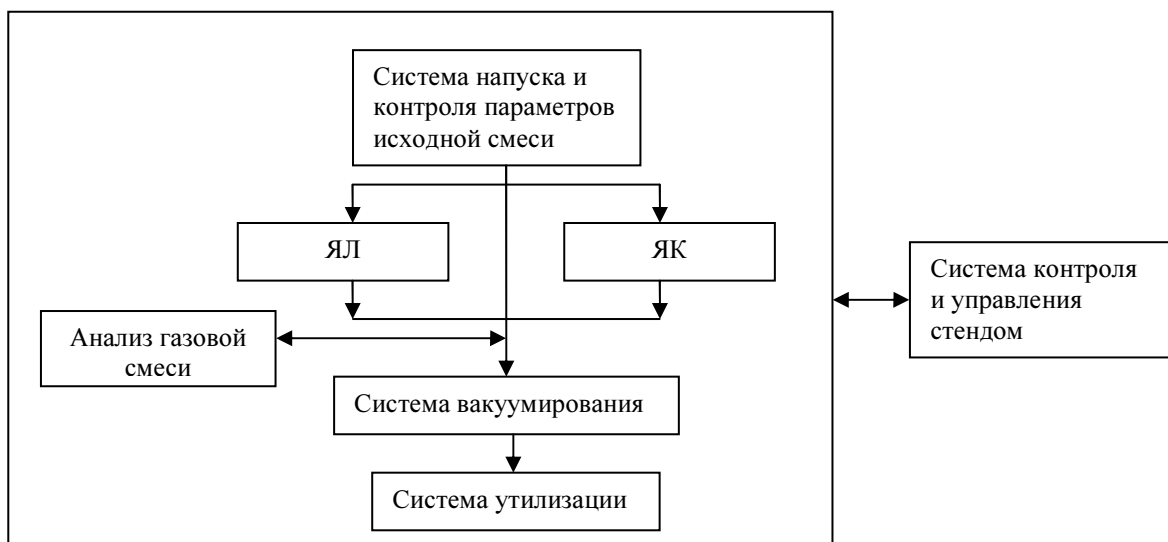 Система напуска и
контроля параметров
исходной смеси
ЯЛ
ЯК
Система контроля
и управления
стендом
Анализ газовой
смеси
Система вакуумирования
Система утилизации